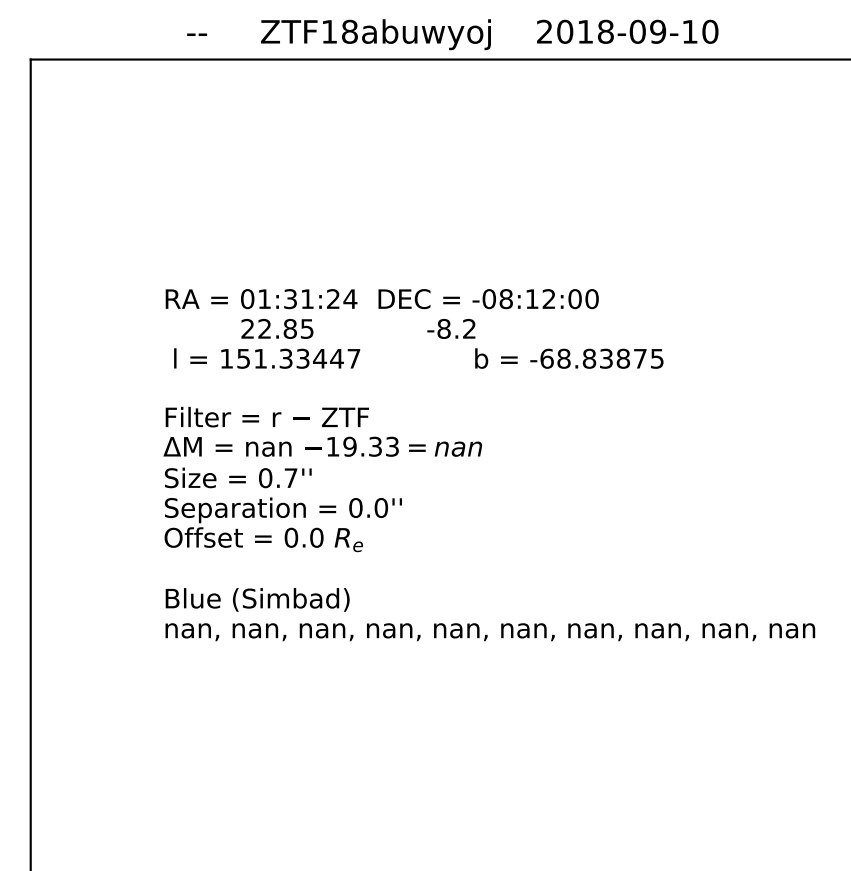 -- ZTF18abuwyoj 2018-09-10
RA = 01:31:24 DEC = -08:12:00
22.85 -8.2
l = 151.33447 b = -68.83875
Filter = r − ZTF
ΔM = nan −19.33 = nan
Size = 0.7''
Separation = 0.0''
Offset = 0.0 Re
Blue (Simbad)
nan, nan, nan, nan, nan, nan, nan, nan, nan, nan